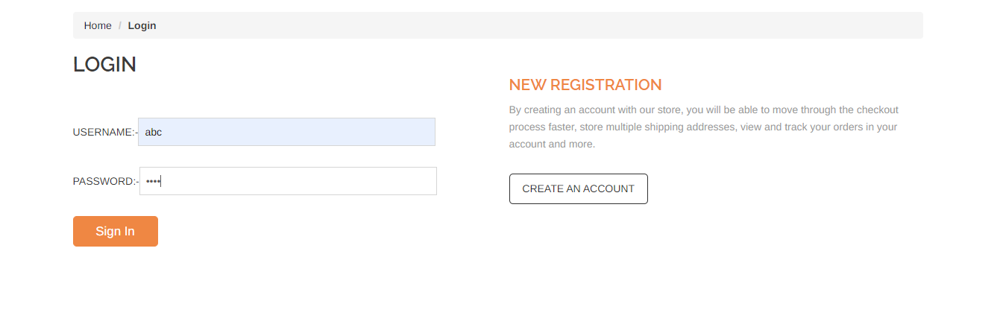 Home / Login
LOGIN
USERNAME:- abc
PASSWORD:- ••••
Sign In
NEW REGISTRATION
By creating an account with our store, you will be able to move through the checkout
process faster, store multiple shipping addresses, view and track your orders in your
account and more.
CREATE AN ACCOUNT